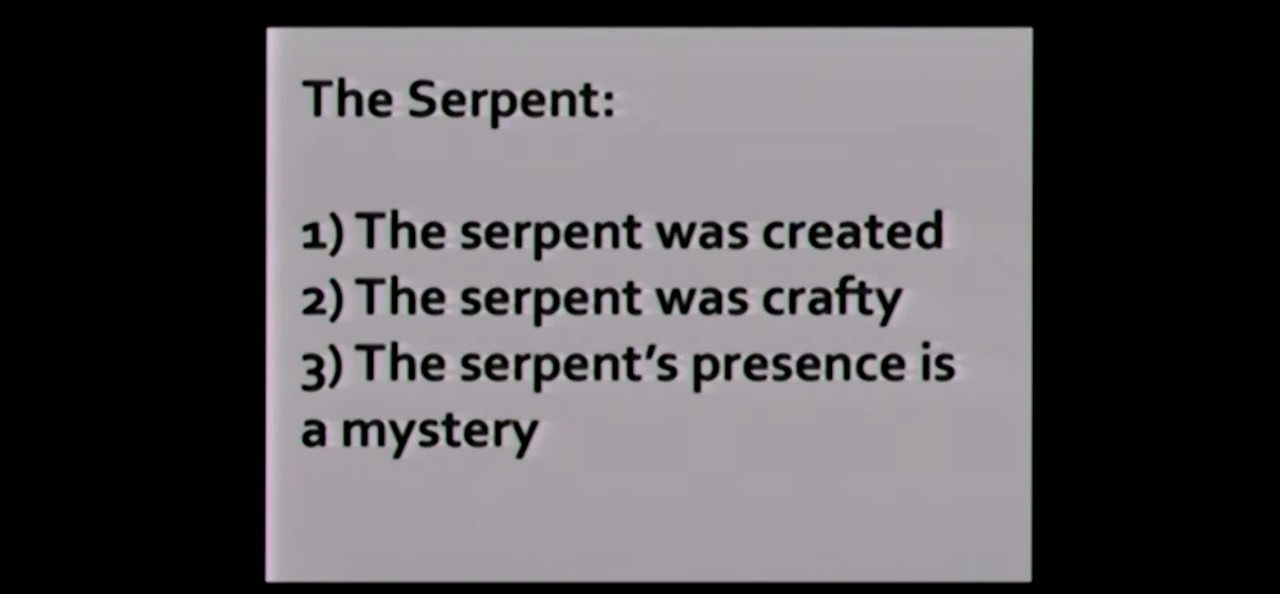 The Serpent:
1) The serpent was created
2) The serpent was crafty
3) The serpent’s presence is
a mystery